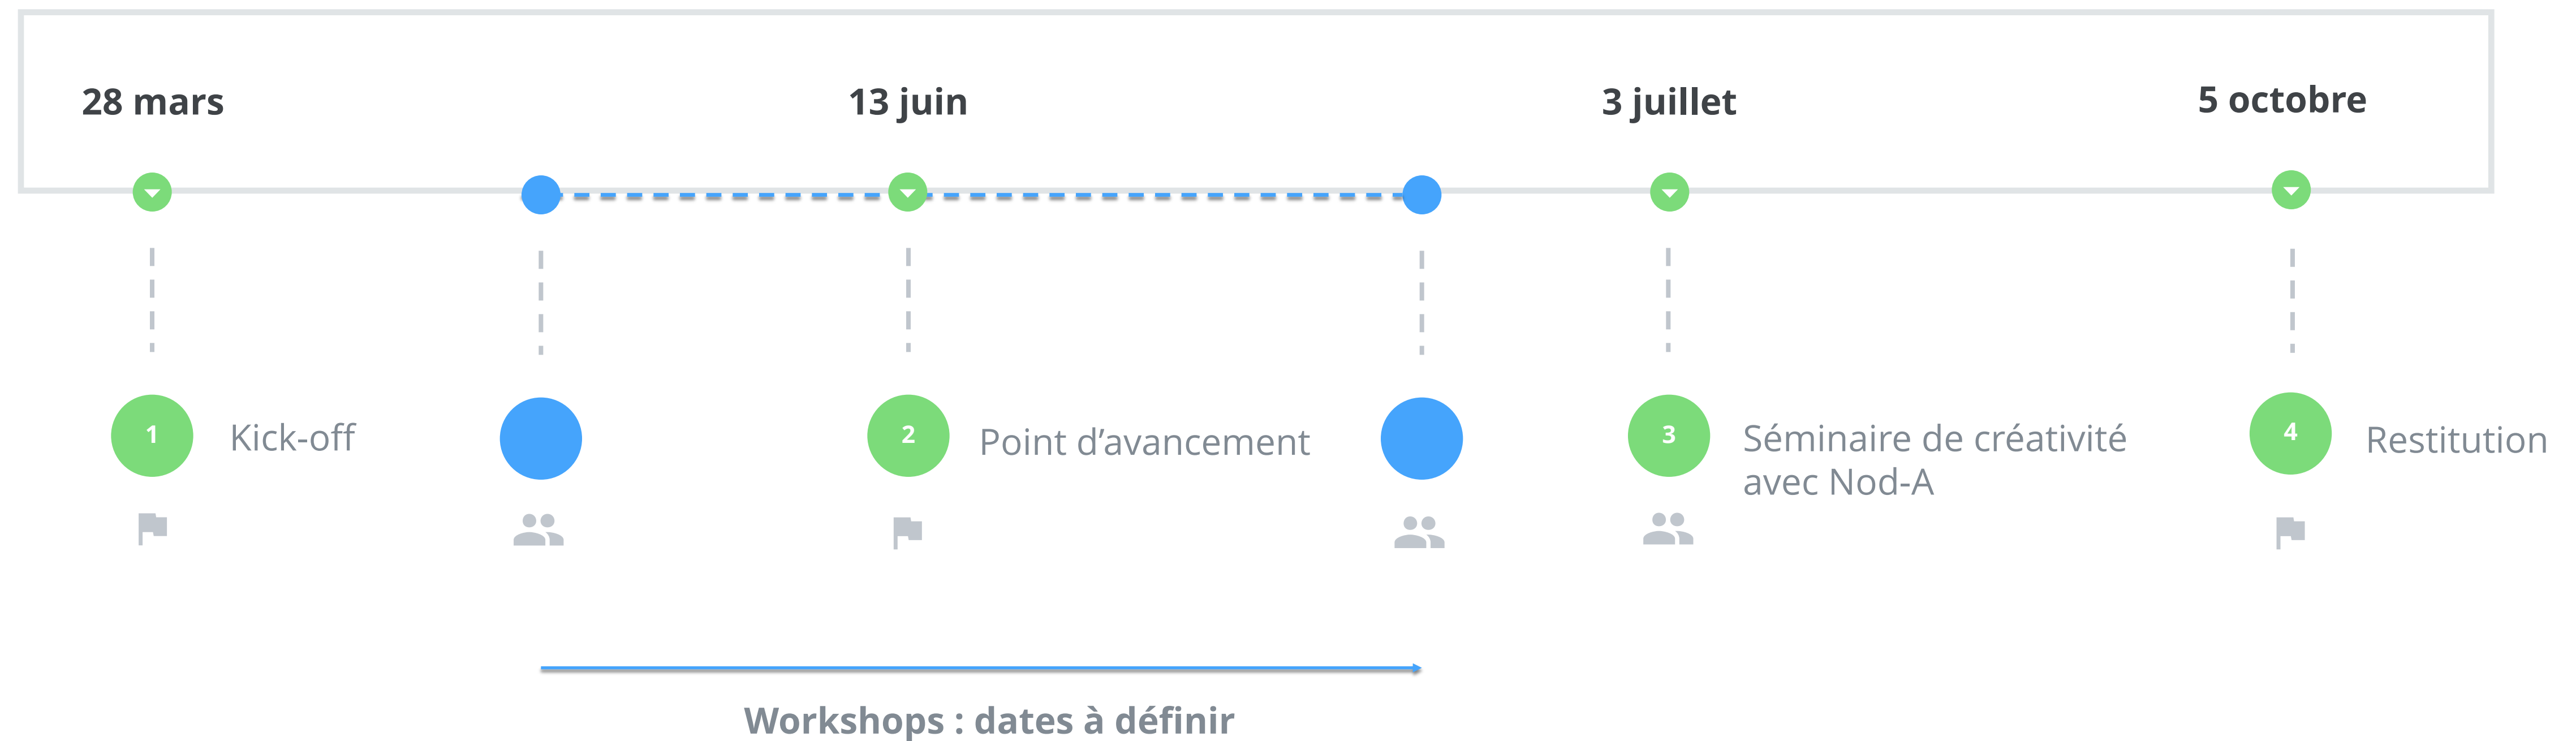 28 mars
13 juin
3 juillet
5 octobre
1
Kick-off
2
Point d’avancement
3
Séminaire de créativité
avec Nod-A
4
Restitution
Workshops : dates à définir